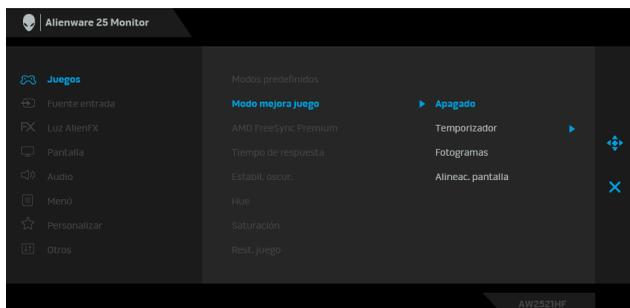 Alienware 25 Monitor
Juegos
Fuente entrada
Luz AlienFX
Pantalla
Audio
Menú
Personalizar
Otros
Modos predefinidos
Modo mejora juego
AMD FreeSync Premium
Tiempo de respuesta
Estabil. oscur.
Hue
Saturación
Rest. juego
Apagado
Temporizador
Fotogramas
Alineac. pantalla
AW2521HF